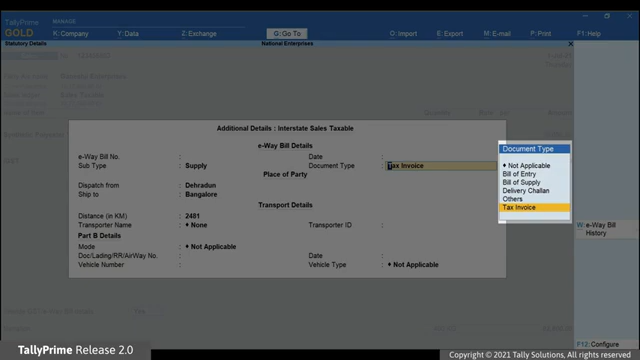 TallyPrime
GOLD
MANAGE
K: Company
Y: Data
Z: Exchange
G: Go To
O: Import
E: Export
M: E-mail
P: Print
F1: Help
Statutory Details
National Enterprises
Additional Details : Interstate Sales Taxable
e-Way Bill Details
e-Way Bill No. :
Date :
Sub Type : Supply
Document Type : Tax Invoice
Place of Party
Dispatch from : Dehradun
Ship to : Bangalore
Transport Details
Distance (in KM) : 2481
Transporter Name : ♦ None
Transporter ID :
Part B Details
Mode : ♦ Not Applicable
Doc/Lading/RR/AirWay No. :
Date :
Vehicle Number :
Vehicle Type : ♦ Not Applicable
Document Type
♦ Not Applicable
Bill of Entry
Bill of Supply
Delivery Challan
Others
Tax Invoice
W: e-Way Bill
History
F12: Configure
TallyPrime Release 2.0
Copyright © 2021 Tally Solutions, All Rights Reserved